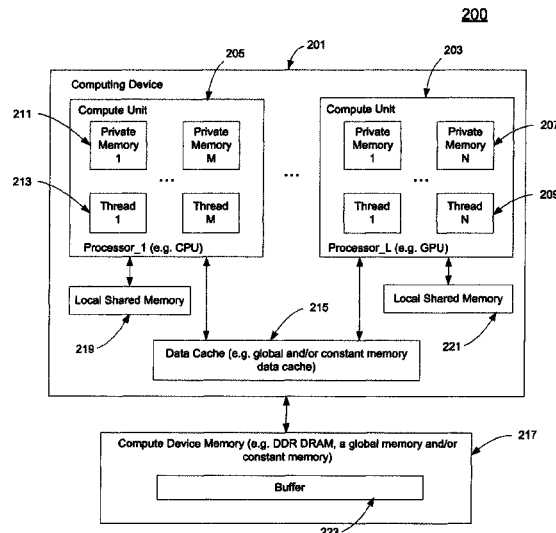 200
201
205
203
Computing Device
Compute Unit
Compute Unit
211
Private
Memory
1
Private
Memory
M
Private
Memory
1
Private
Memory
N
207
...
...
...
213
Thread
1
Thread
M
Thread
1
Thread
N
209
Processor_1 (e.g. CPU)
Processor_L (e.g. GPU)
Local Shared Memory
215
Local Shared Memory
219
221
Data Cache (e.g. global and/or constant memory
data cache)
Compute Device Memory (e.g. DDR DRAM, a global memory and/or
constant memory)
217
Buffer
223